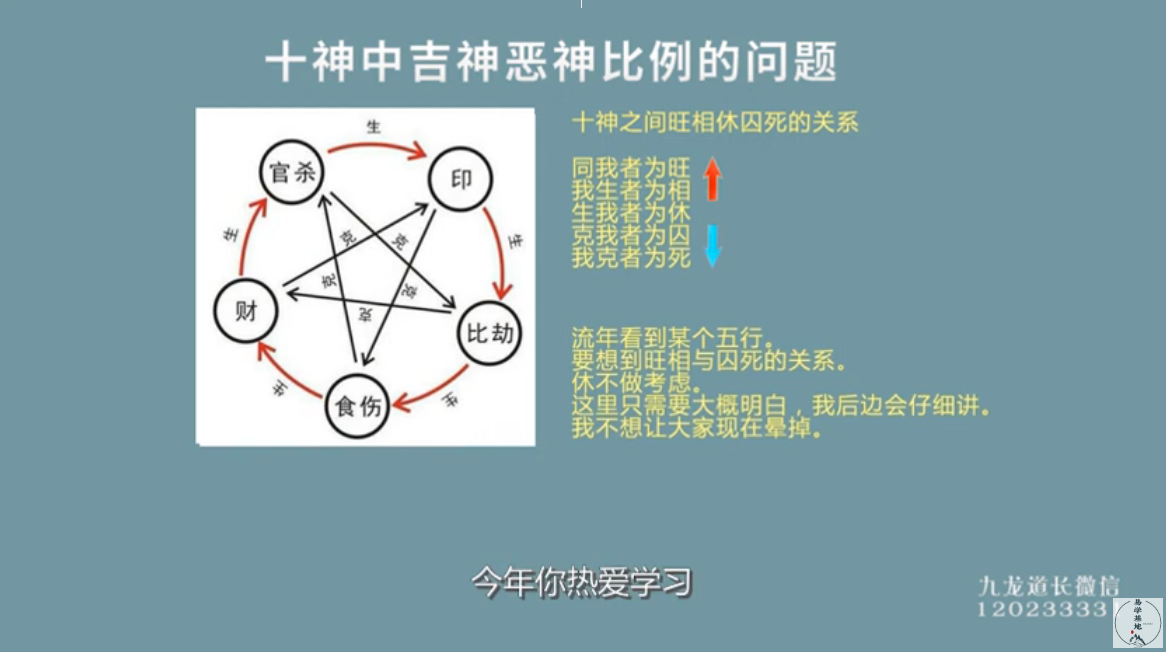 十神中吉神恶神比例的问题
生
官杀
印
生
生
克
克
克
克
克
财
比劫
生
生
食伤
十神之间旺相休囚死的关系
同我者为旺
我生者为相
生我者为休
克我者为囚
我克者为死
流年看到某个五行。
要想到旺相与囚死的关系。
休不做考虑。
这里只需要大概明白，我后边会仔细讲。
我不想让大家现在晕掉。
今年你热爱学习
九龙道长微信
12023333
易学基地